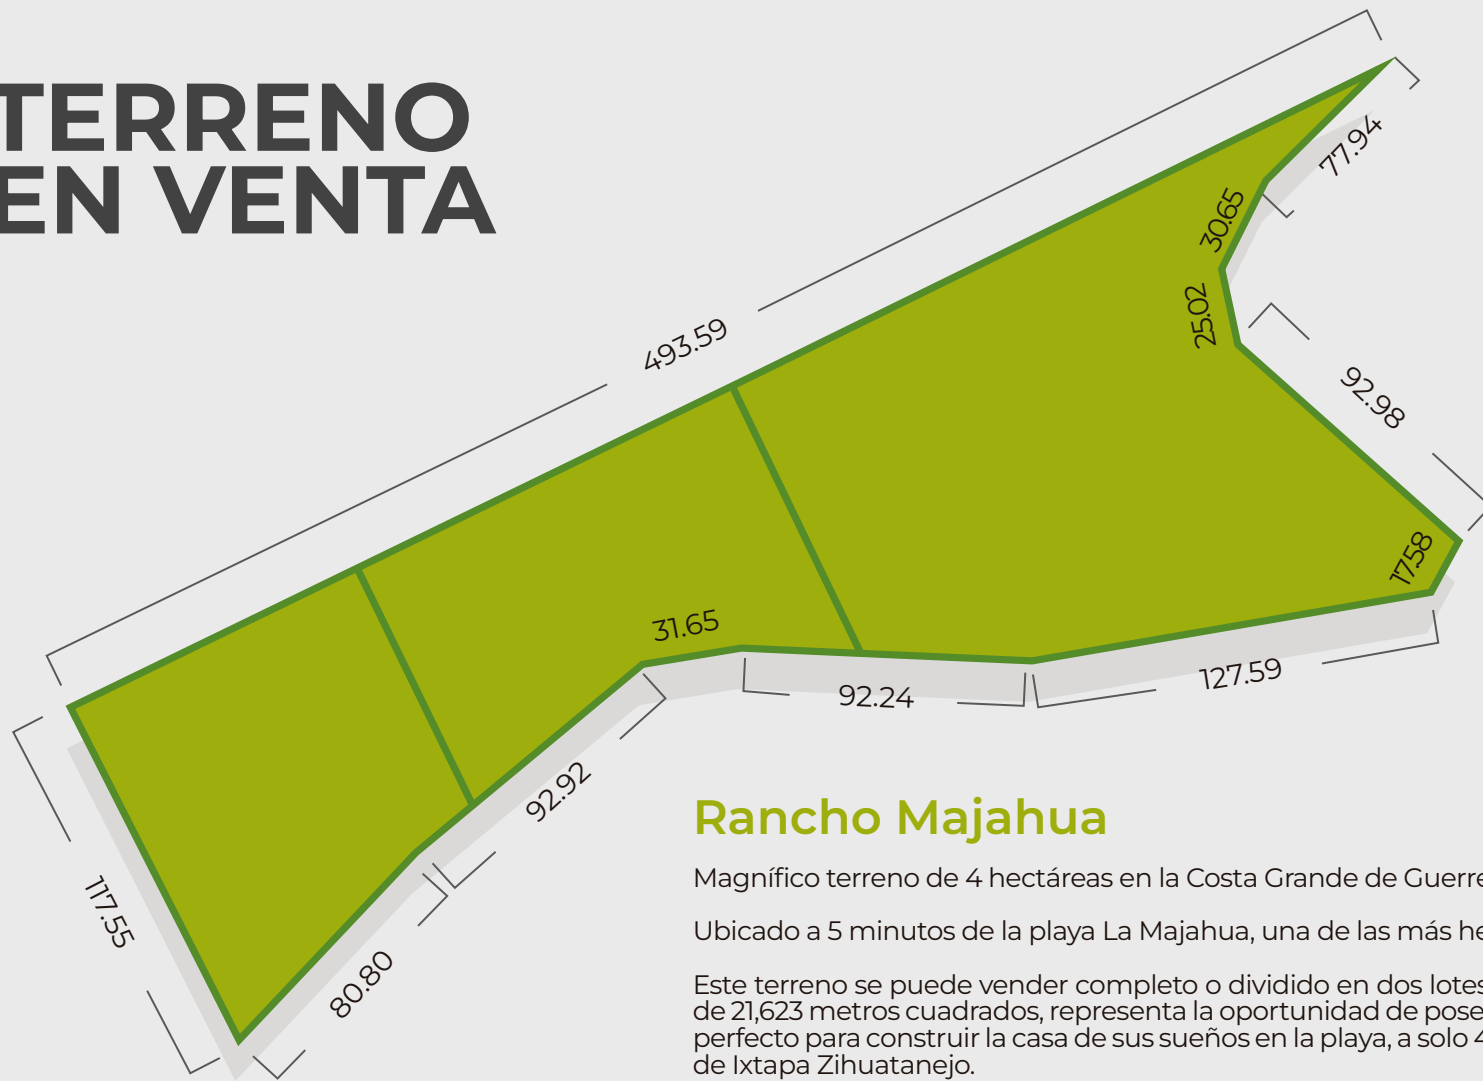 TERRENO
EN VENTA
493.59
77.94
30.65
25.02
92.98
17.58
31.65
92.24
127.59
92.92
117.55
80.80
Rancho Majahua
Magnífico terreno de 4 hectáreas en la Costa Grande de
Ubicado a 5 minutos de la playa La Majahua, una de las más
Este terreno se puede vender completo o dividido en dos lotes
de 21,623 metros cuadrados, representa la oportunidad de
perfecto para construir la casa de sus sueños en la playa, a solo
de Ixtapa Zihuatanejo.